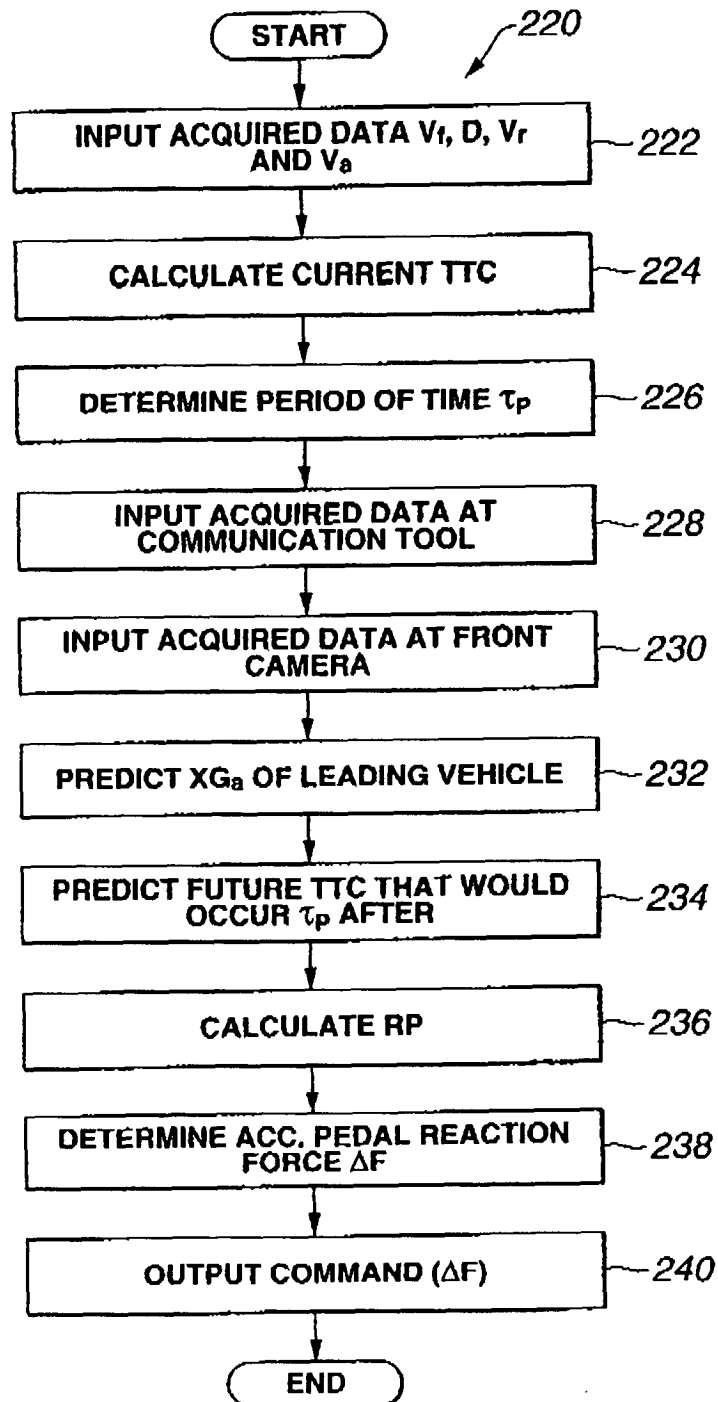 START
220
INPUT ACQUIRED DATA Vf, D, Vr
AND Va
222
CALCULATE CURRENT TTC
224
DETERMINE PERIOD OF TIME τp
226
INPUT ACQUIRED DATA AT
COMMUNICATION TOOL
228
INPUT ACQUIRED DATA AT FRONT
CAMERA
230
PREDICT XGa OF LEADING VEHICLE
232
PREDICT FUTURE TTC THAT WOULD
OCCUR τp AFTER
234
CALCULATE RP
236
DETERMINE ACC. PEDAL REACTION
FORCE ΔF
238
OUTPUT COMMAND (ΔF)
240
END